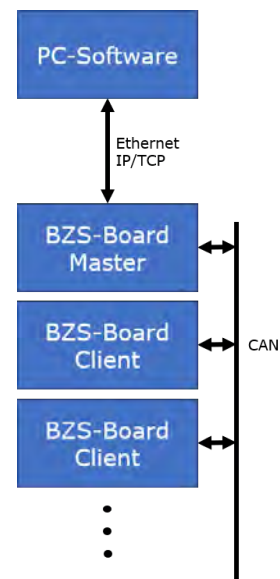 PC-Software
Ethernet
IP/TCP
BZS-Board
Master
BZS-Board
Client
CAN
BZS-Board
Client